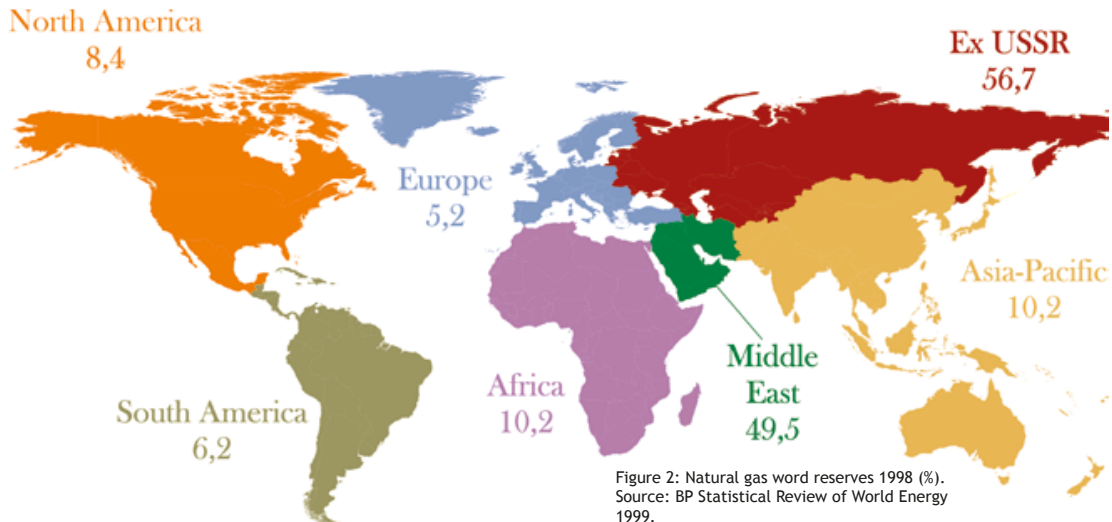 North America
8,4
Ex USSR
56,7
Europe
5,2
Asia-Pacific
10,2
Middle
East
49,5
Africa
10,2
South America
6,2
Figure 2: Natural gas word reserves 1998 (%).
Source: BP Statistical Review of World Energy
1999.